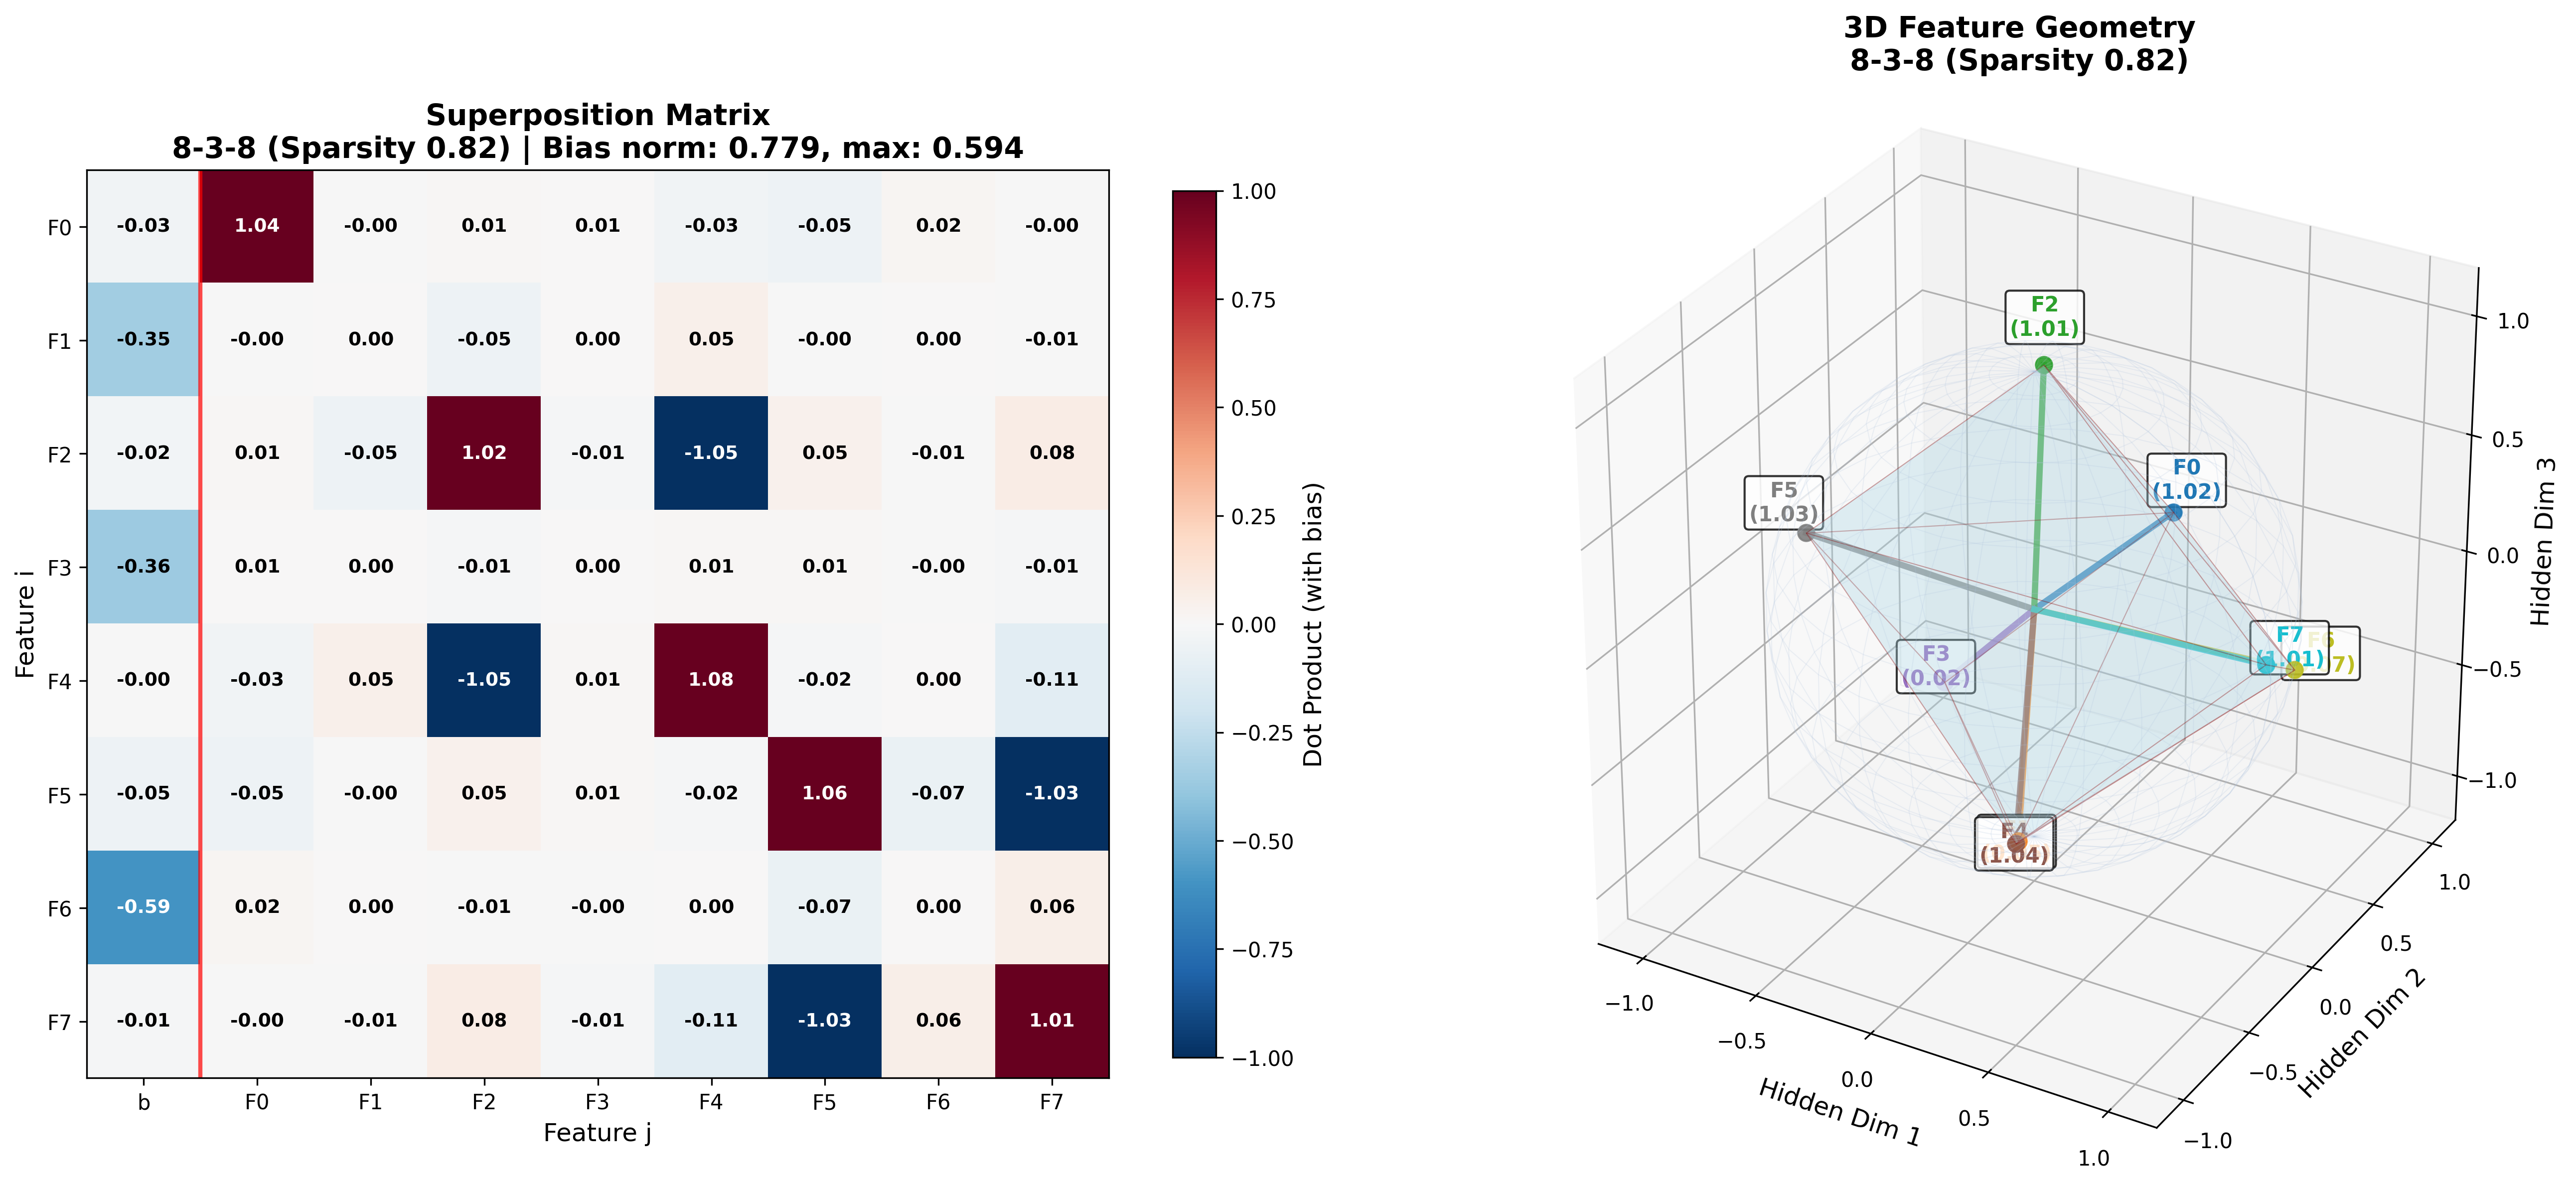 Superposition Matrix
8-3-8 (Sparsity 0.82) | Bias norm: 0.779, max: 0.594
F0 -0.03 1.04 -0.00 0.01 0.01 -0.03 -0.05 0.02 -0.00
F1 -0.35 -0.00 0.00 -0.05 0.00 0.05 -0.00 0.00 -0.01
F2 -0.02 0.01 -0.05 1.02 -0.01 -1.05 0.05 -0.01 0.08
F3 -0.36 0.01 0.00 -0.01 0.00 0.01 0.01 -0.00 -0.01
F4 -0.00 -0.03 0.05 -1.05 0.01 1.08 -0.02 0.00 -0.11
F5 -0.05 -0.05 -0.00 0.05 0.01 -0.02 1.06 -0.07 -1.03
F6 -0.59 0.02 0.00 -0.01 -0.00 0.00 -0.07 0.00 0.06
F7 -0.01 -0.00 -0.01 0.08 -0.01 -0.11 -1.03 0.06 1.01
b F0 F1 F2 F3 F4 F5 F6 F7
Feature j
Feature i
1.00
0.75
0.50
0.25
0.00
−0.25
−0.50
−0.75
−1.00
Dot Product (with bias)
3D Feature Geometry
8-3-8 (Sparsity 0.82)
F2
(1.01)
F0
(1.02)
F5
(1.03)
F3
(0.02)
F7
(1.01)
F4
(1.04)
−1.0
−0.5
0.0
0.5
1.0
Hidden Dim 1
−1.0
−0.5
0.0
0.5
1.0
Hidden Dim 2
1.0
0.5
0.0
−0.5
−1.0
Hidden Dim 3